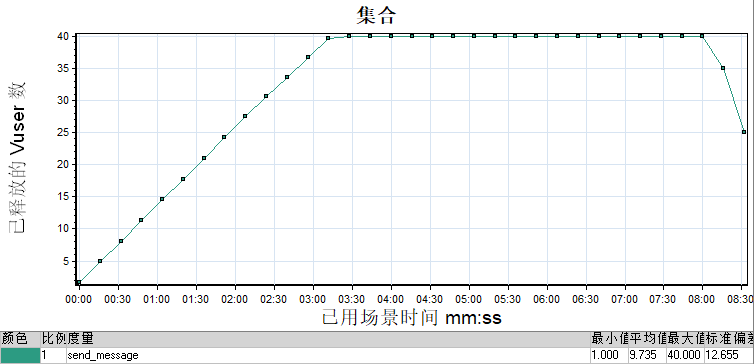 集合
已释放的 Vuser 数
40
35
30
25
20
15
10
5
00:00 00:30 01:00 01:30 02:00 02:30 03:00 03:30 04:00 04:30 05:00 05:30 06:00 06:30 07:00 07:30 08:00 08:30
已用场景时间 mm:ss
颜色 比例 度量 最小值 平均值 最大值 标准偏差
1 send_message 1.000 9.735 40.000 12.655